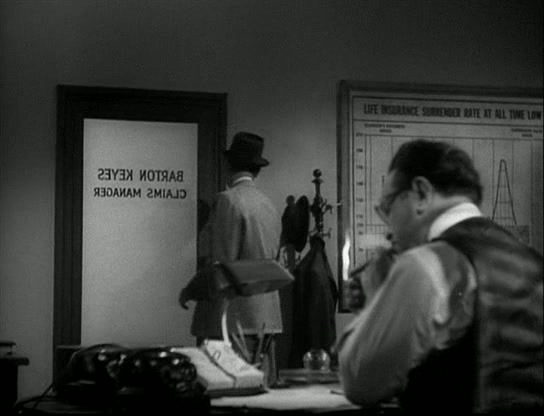 BARTON KEYES
CLAIMS MANAGER
LIFE INSURANCE SURRENDER RATE AT ALL TIME LOW